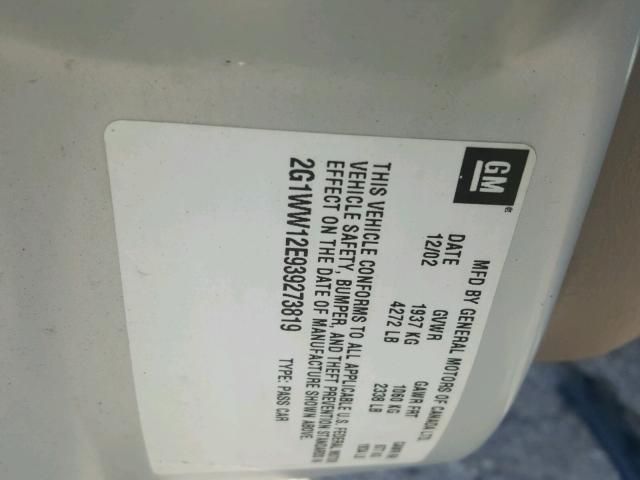 GM
MFD BY GENERAL MOTORS OF CANADA LTD.
DATE GVWR GAWR FRT
12/02 1937 KG 1060 KG
4272 LB 2338 LB
THIS VEHICLE CONFORMS TO ALL APPLICABLE U.S. FEDERAL MOTOR
VEHICLE SAFETY, BUMPER, AND THEFT PREVENTION STANDARDS IN
EFFECT ON THE DATE OF MANUFACTURE SHOWN ABOVE.
2G1WW12E939273819 TYPE: PASS CAR